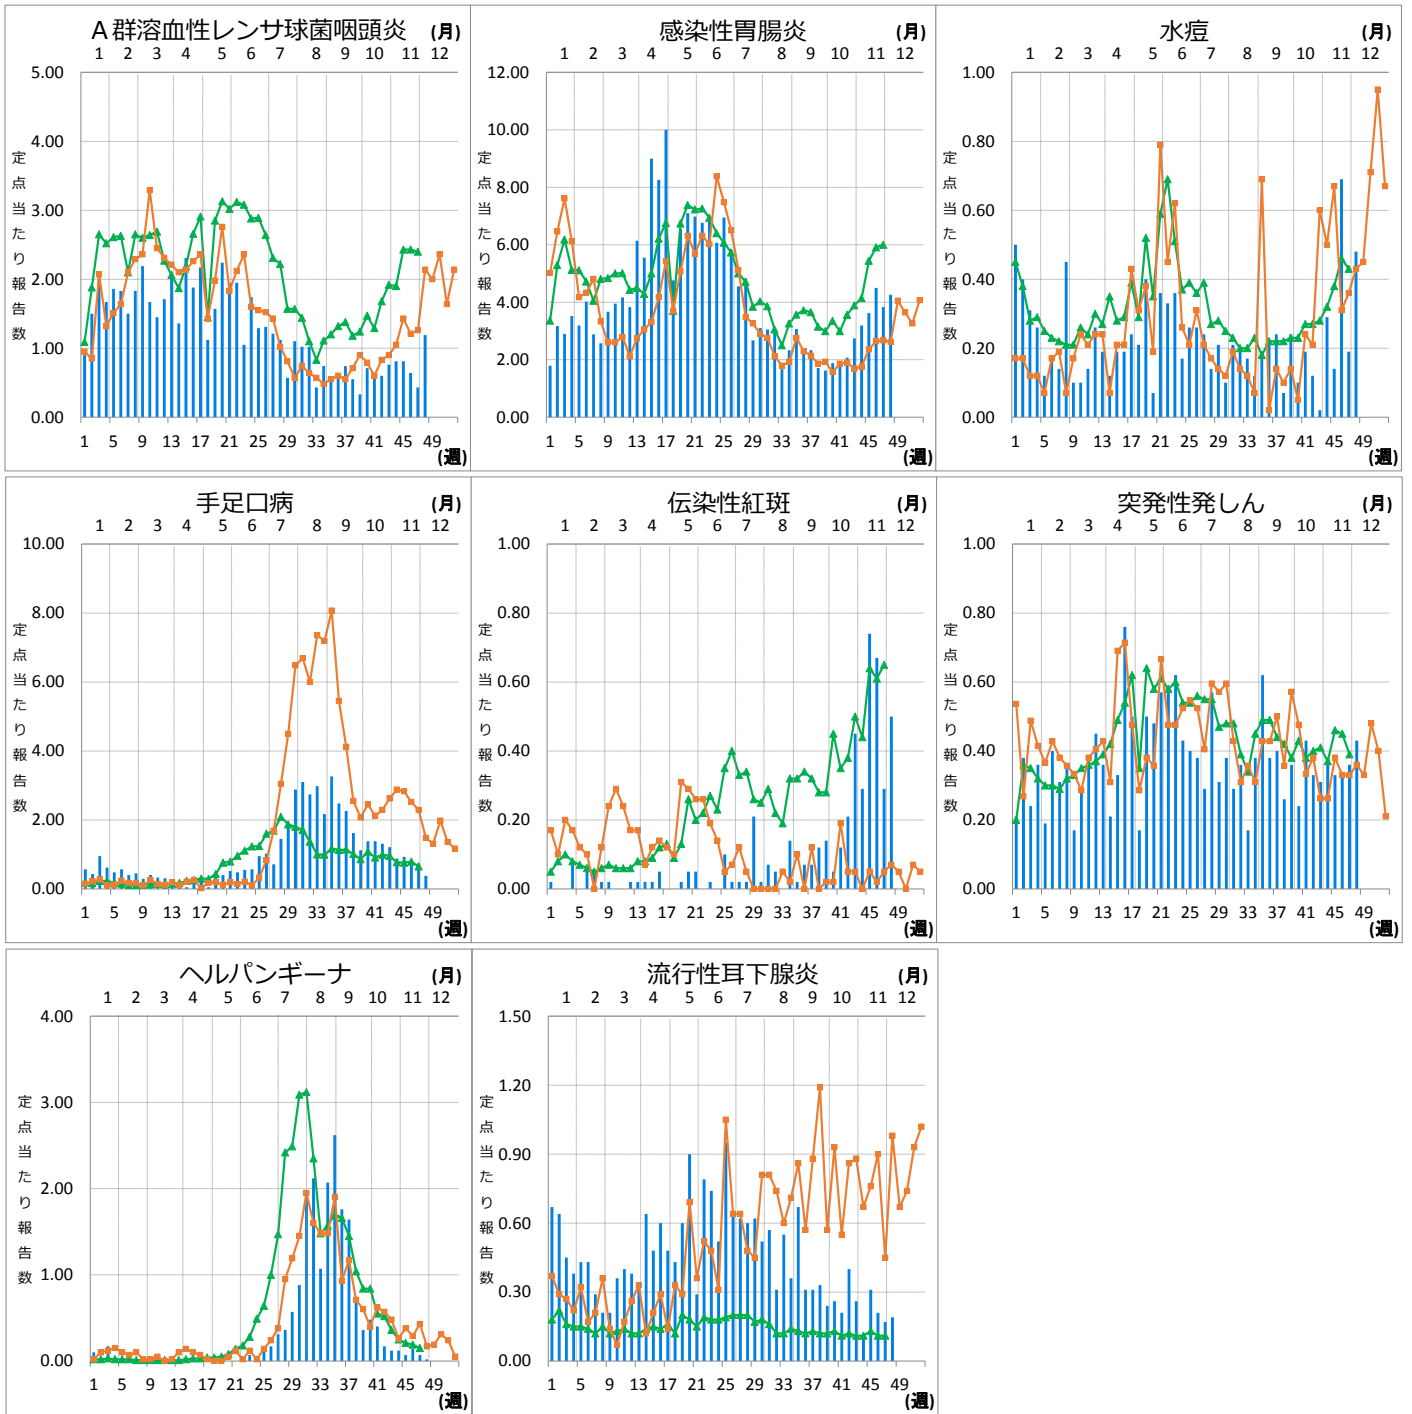 A群溶血性レンサ球菌咽頭炎 (月)
1 2 3 4 5 6 7 8 9 10 11 12
5.00
4.00
3.00
2.00
1.00
0.00
定点当たり報告数
1 5 9 13 17 21 25 29 33 37 41 45 49
(週)
感染性胃腸炎 (月)
1 2 3 4 5 6 7 8 9 10 11 12
12.00
10.00
8.00
6.00
4.00
2.00
0.00
定点当たり報告数
1 5 9 13 17 21 25 29 33 37 41 45 49
(週)
水痘 (月)
1 2 3 4 5 6 7 8 9 10 11 12
1.00
0.80
0.60
0.40
0.20
0.00
定点当たり報告数
1 5 9 13 17 21 25 29 33 37 41 45 49
(週)
手足口病 (月)
1 2 3 4 5 6 7 8 9 10 11 12
10.00
8.00
6.00
4.00
2.00
0.00
定点当たり報告数
1 5 9 13 17 21 25 29 33 37 41 45 49
(週)
伝染性紅斑 (月)
1 2 3 4 5 6 7 8 9 10 11 12
1.00
0.80
0.60
0.40
0.20
0.00
定点当たり報告数
1 5 9 13 17 21 25 29 33 37 41 45 49
(週)
突発性発しん (月)
1 2 3 4 5 6 7 8 9 10 11 12
1.00
0.80
0.60
0.40
0.20
0.00
定点当たり報告数
1 5 9 13 17 21 25 29 33 37 41 45 49
(週)
ヘルパンギーナ (月)
1 2 3 4 5 6 7 8 9 10 11 12
4.00
3.00
2.00
1.00
0.00
定点当たり報告数
1 5 9 13 17 21 25 29 33 37 41 45 49
(週)
流行性耳下腺炎 (月)
1 2 3 4 5 6 7 8 9 10 11 12
1.50
1.20
0.90
0.60
0.30
0.00
定点当たり報告数
1 5 9 13 17 21 25 29 33 37 41 45 49
(週)